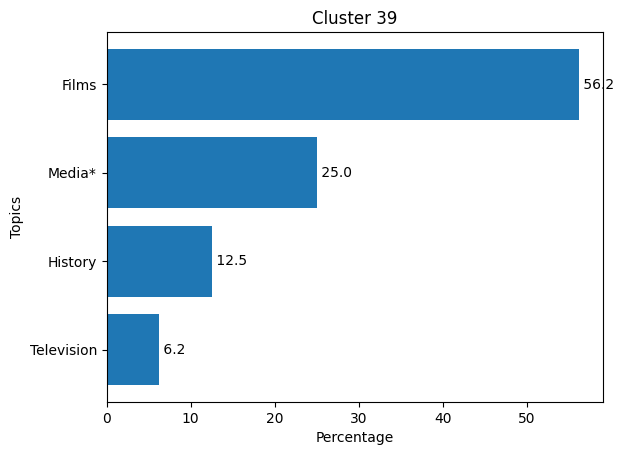 Cluster 39
Films
56.2
Media*
25.0
History
12.5
Television
6.2
Topics
0 10 20 30 40 50
Percentage